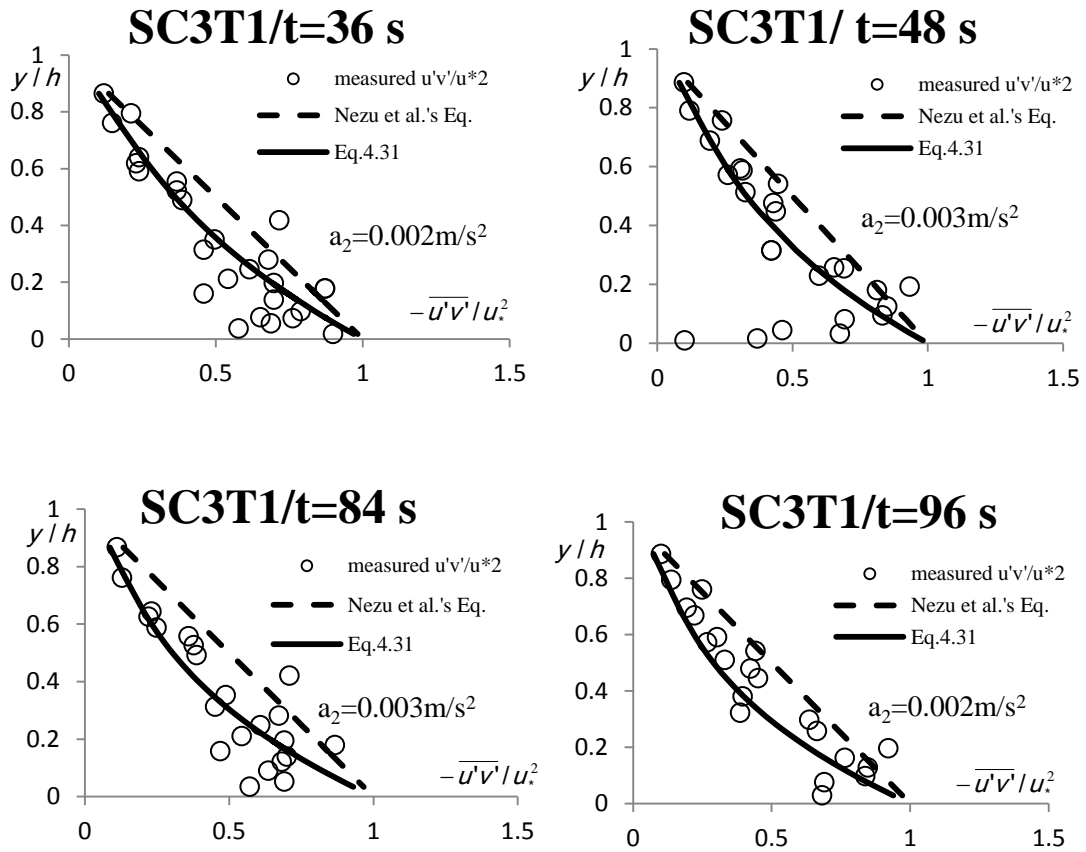 SC3T1/t=36 s
1
y / h
0.8
0.6
0.4
0.2
0
0 0.5 1 1.5
measured u'v'/u*2
Nezu et al.'s Eq.
Eq.4.31
a₂=0.002m/s²
−u'v'/u*²
SC3T1/ t=48 s
1
y / h
0.8
0.6
0.4
0.2
0
0 0.5 1 1.5
measured u'v'/u*2
Nezu et al.'s Eq.
Eq.4.31
a₂=0.003m/s²
−u'v'/u*²
SC3T1/t=84 s
1
y / h
0.8
0.6
0.4
0.2
0
0 0.5 1 1.5
measured u'v'/u*2
Nezu et al.'s Eq.
Eq.4.31
a₂=0.003m/s²
−u'v'/u*²
SC3T1/t=96 s
1
y / h
0.8
0.6
0.4
0.2
0
0 0.5 1 1.5
measured u'v'/u*2
Nezu et al.'s Eq.
Eq.4.31
a₂=0.002m/s²
−u'v'/u*²